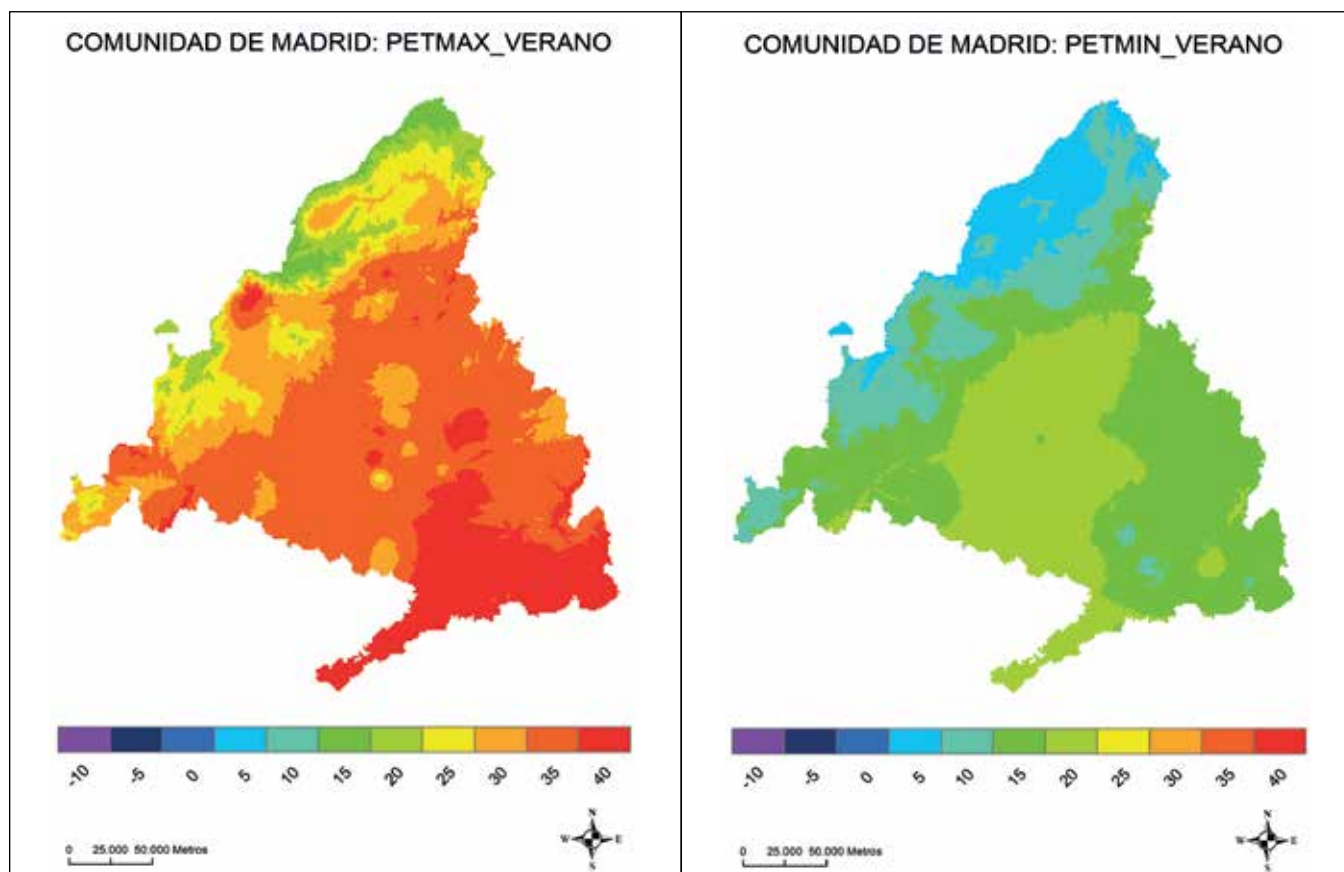 COMUNIDAD DE MADRID: PETMAX_VERANO
-10 -5 0 5 10 15 20 25 30 35 40
0 25.000 50.000 Metros
N
W E
S
COMUNIDAD DE MADRID: PETMIN_VERANO
-10 -5 0 5 10 15 20 25 30 35 40
0 25.000 50.000 Metros
N
W E
S